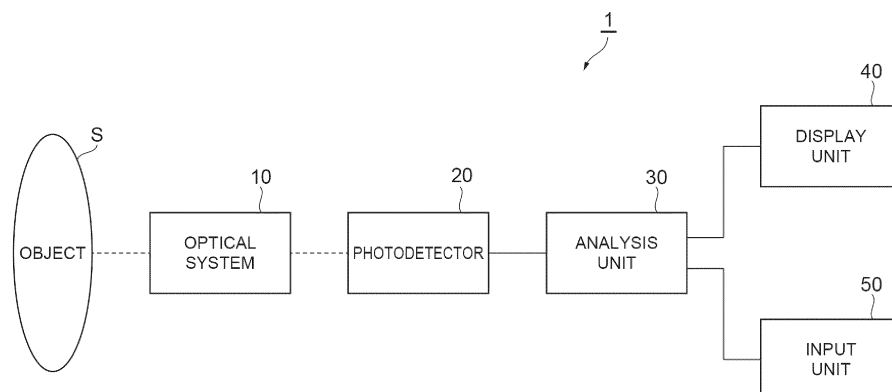 1
40
DISPLAY
UNIT
S
10
20
30
OBJECT
OPTICAL
SYSTEM
PHOTODETECTOR
ANALYSIS
UNIT
50
INPUT
UNIT